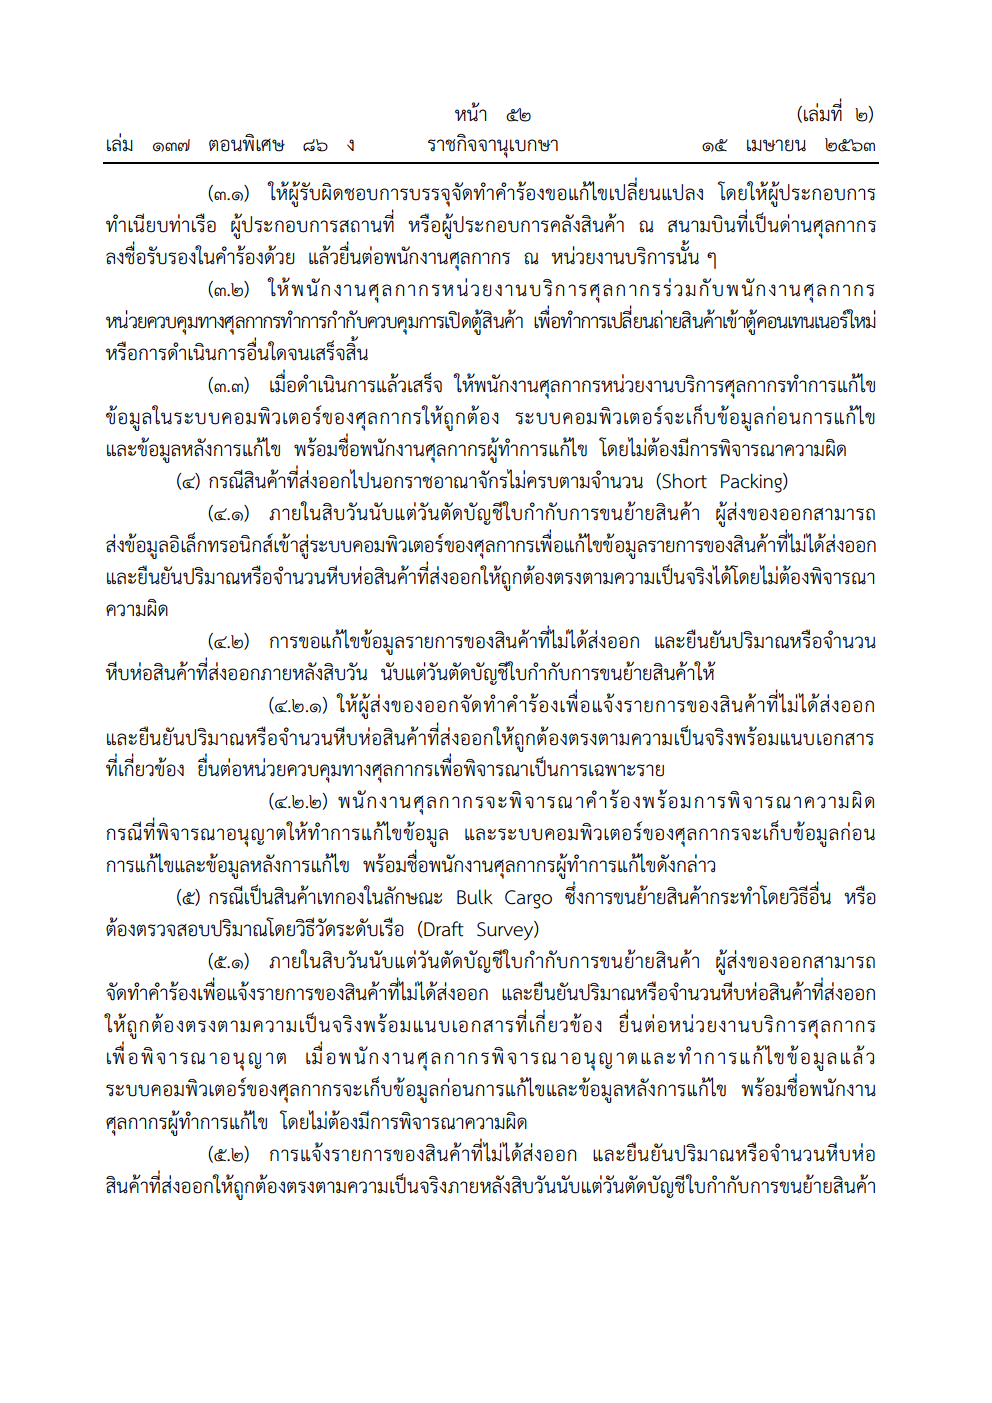 หน้า ๕๒ (เล่มที่ ๒)
เล่ม ๑๓๗ ตอนพิเศษ ๘๖ ง ราชกิจจานุเบกษา ๑๕ เมษายน ๒๕๖๓
(๓.๑) ให้ผู้รับผิดชอบการบรรจุจัดทำคำร้องขอแก้ไขเปลี่ยนแปลง โดยให้ผู้ประกอบการ
ทำเนียบท่าเรือ ผู้ประกอบการสถานที่ หรือผู้ประกอบการคลังสินค้า ณ สนามบินที่เป็นด่านศุลกากร
ลงชื่อรับรองในคำร้องด้วย แล้วยื่นต่อพนักงานศุลกากร ณ หน่วยงานบริการนั้น ๆ
(๓.๒) ให้พนักงานศุลกากรหน่วยงานบริการศุลกากรร่วมกับพนักงานศุลกากร
หน่วยควบคุมทางศุลกากรทำการกำกับควบคุมการเปิดตู้สินค้า เพื่อทำการเปลี่ยนถ่ายสินค้าเข้าตู้คอนเทนเนอร์ใหม่
หรือการดำเนินการอื่นใดจนเสร็จสิ้น
(๓.๓) เมื่อดำเนินการแล้วเสร็จ ให้พนักงานศุลกากรหน่วยงานบริการศุลกากรทำการแก้ไข
ข้อมูลในระบบคอมพิวเตอร์ของศุลกากรให้ถูกต้อง ระบบคอมพิวเตอร์จะเก็บข้อมูลก่อนการแก้ไข
และข้อมูลหลังการแก้ไข พร้อมชื่อพนักงานศุลกากรผู้ทำการแก้ไข โดยไม่ต้องมีการพิจารณาความผิด
(๔) กรณีสินค้าที่ส่งออกไปนอกราชอาณาจักรไม่ครบตามจำนวน (Short Packing)
(๔.๑) ภายในสิบวันนับแต่วันตัดบัญชีใบกำกับการขนย้ายสินค้า ผู้ส่งของออกสามารถ
ส่งข้อมูลอิเล็กทรอนิกส์เข้าสู่ระบบคอมพิวเตอร์ของศุลกากรเพื่อแก้ไขข้อมูลรายการของสินค้าที่ไม่ได้ส่งออก
และยืนยันปริมาณหรือจำนวนหีบห่อสินค้าที่ส่งออกให้ถูกต้องตรงตามความเป็นจริงได้โดยไม่ต้องพิจารณา
ความผิด
(๔.๒) การขอแก้ไขข้อมูลรายการของสินค้าที่ไม่ได้ส่งออก และยืนยันปริมาณหรือจำนวน
หีบห่อสินค้าที่ส่งออกภายหลังสิบวัน นับแต่วันตัดบัญชีใบกำกับการขนย้ายสินค้าให้
(๔.๒.๑) ให้ผู้ส่งของออกจัดทำคำร้องเพื่อแจ้งรายการของสินค้าที่ไม่ได้ส่งออก
และยืนยันปริมาณหรือจำนวนหีบห่อสินค้าที่ส่งออกให้ถูกต้องตรงตามความเป็นจริงพร้อมแนบเอกสาร
ที่เกี่ยวข้อง ยื่นต่อหน่วยควบคุมทางศุลกากรเพื่อพิจารณาเป็นการเฉพาะราย
(๔.๒.๒) พนักงานศุลกากรจะพิจารณาคำร้องพร้อมการพิจารณาความผิด
กรณีที่พิจารณาอนุญาตให้ทำการแก้ไขข้อมูล และระบบคอมพิวเตอร์ของศุลกากรจะเก็บข้อมูลก่อน
การแก้ไขและข้อมูลหลังการแก้ไข พร้อมชื่อพนักงานศุลกากรผู้ทำการแก้ไขดังกล่าว
(๕) กรณีเป็นสินค้าเทกองในลักษณะ Bulk Cargo ซึ่งการขนย้ายสินค้ากระทำโดยวิธีอื่น หรือ
ต้องตรวจสอบปริมาณโดยวิธีวัดระดับเรือ (Draft Survey)
(๕.๑) ภายในสิบวันนับแต่วันตัดบัญชีใบกำกับการขนย้ายสินค้า ผู้ส่งของออกสามารถ
จัดทำคำร้องเพื่อแจ้งรายการของสินค้าที่ไม่ได้ส่งออก และยืนยันปริมาณหรือจำนวนหีบห่อสินค้าที่ส่งออก
ให้ถูกต้องตรงตามความเป็นจริงพร้อมแนบเอกสารที่เกี่ยวข้อง ยื่นต่อหน่วยงานบริการศุลกากร
เพื่อพิจารณาอนุญาต เมื่อพนักงานศุลกากรพิจารณาอนุญาตและทำการแก้ไขข้อมูลแล้ว
ระบบคอมพิวเตอร์ของศุลกากรจะเก็บข้อมูลก่อนการแก้ไขและข้อมูลหลังการแก้ไข พร้อมชื่อพนักงาน
ศุลกากรผู้ทำการแก้ไข โดยไม่ต้องมีการพิจารณาความผิด
(๕.๒) การแจ้งรายการของสินค้าที่ไม่ได้ส่งออก และยืนยันปริมาณหรือจำนวนหีบห่อ
สินค้าที่ส่งออกให้ถูกต้องตรงตามความเป็นจริงภายหลังสิบวันนับแต่วันตัดบัญชีใบกำกับการขนย้ายสินค้า